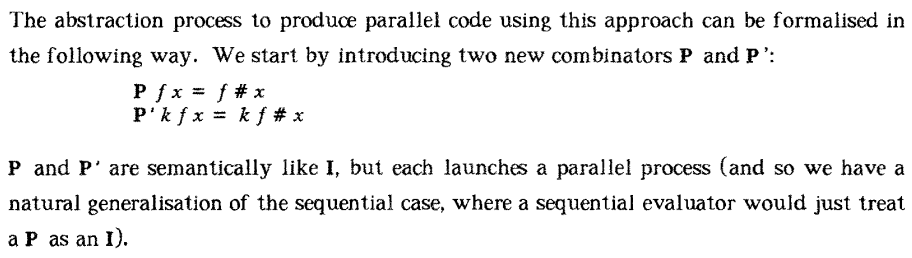 The abstraction process to produce parallel code using this approach can be formalised in
the following way. We start by introducing two new combinators P and P':
P f x = f # x
P' k f x = k f # x
P and P' are semantically like I, but each launches a parallel process (and so we have a
natural generalisation of the sequential case, where a sequential evaluator would just treat
a P as an I).